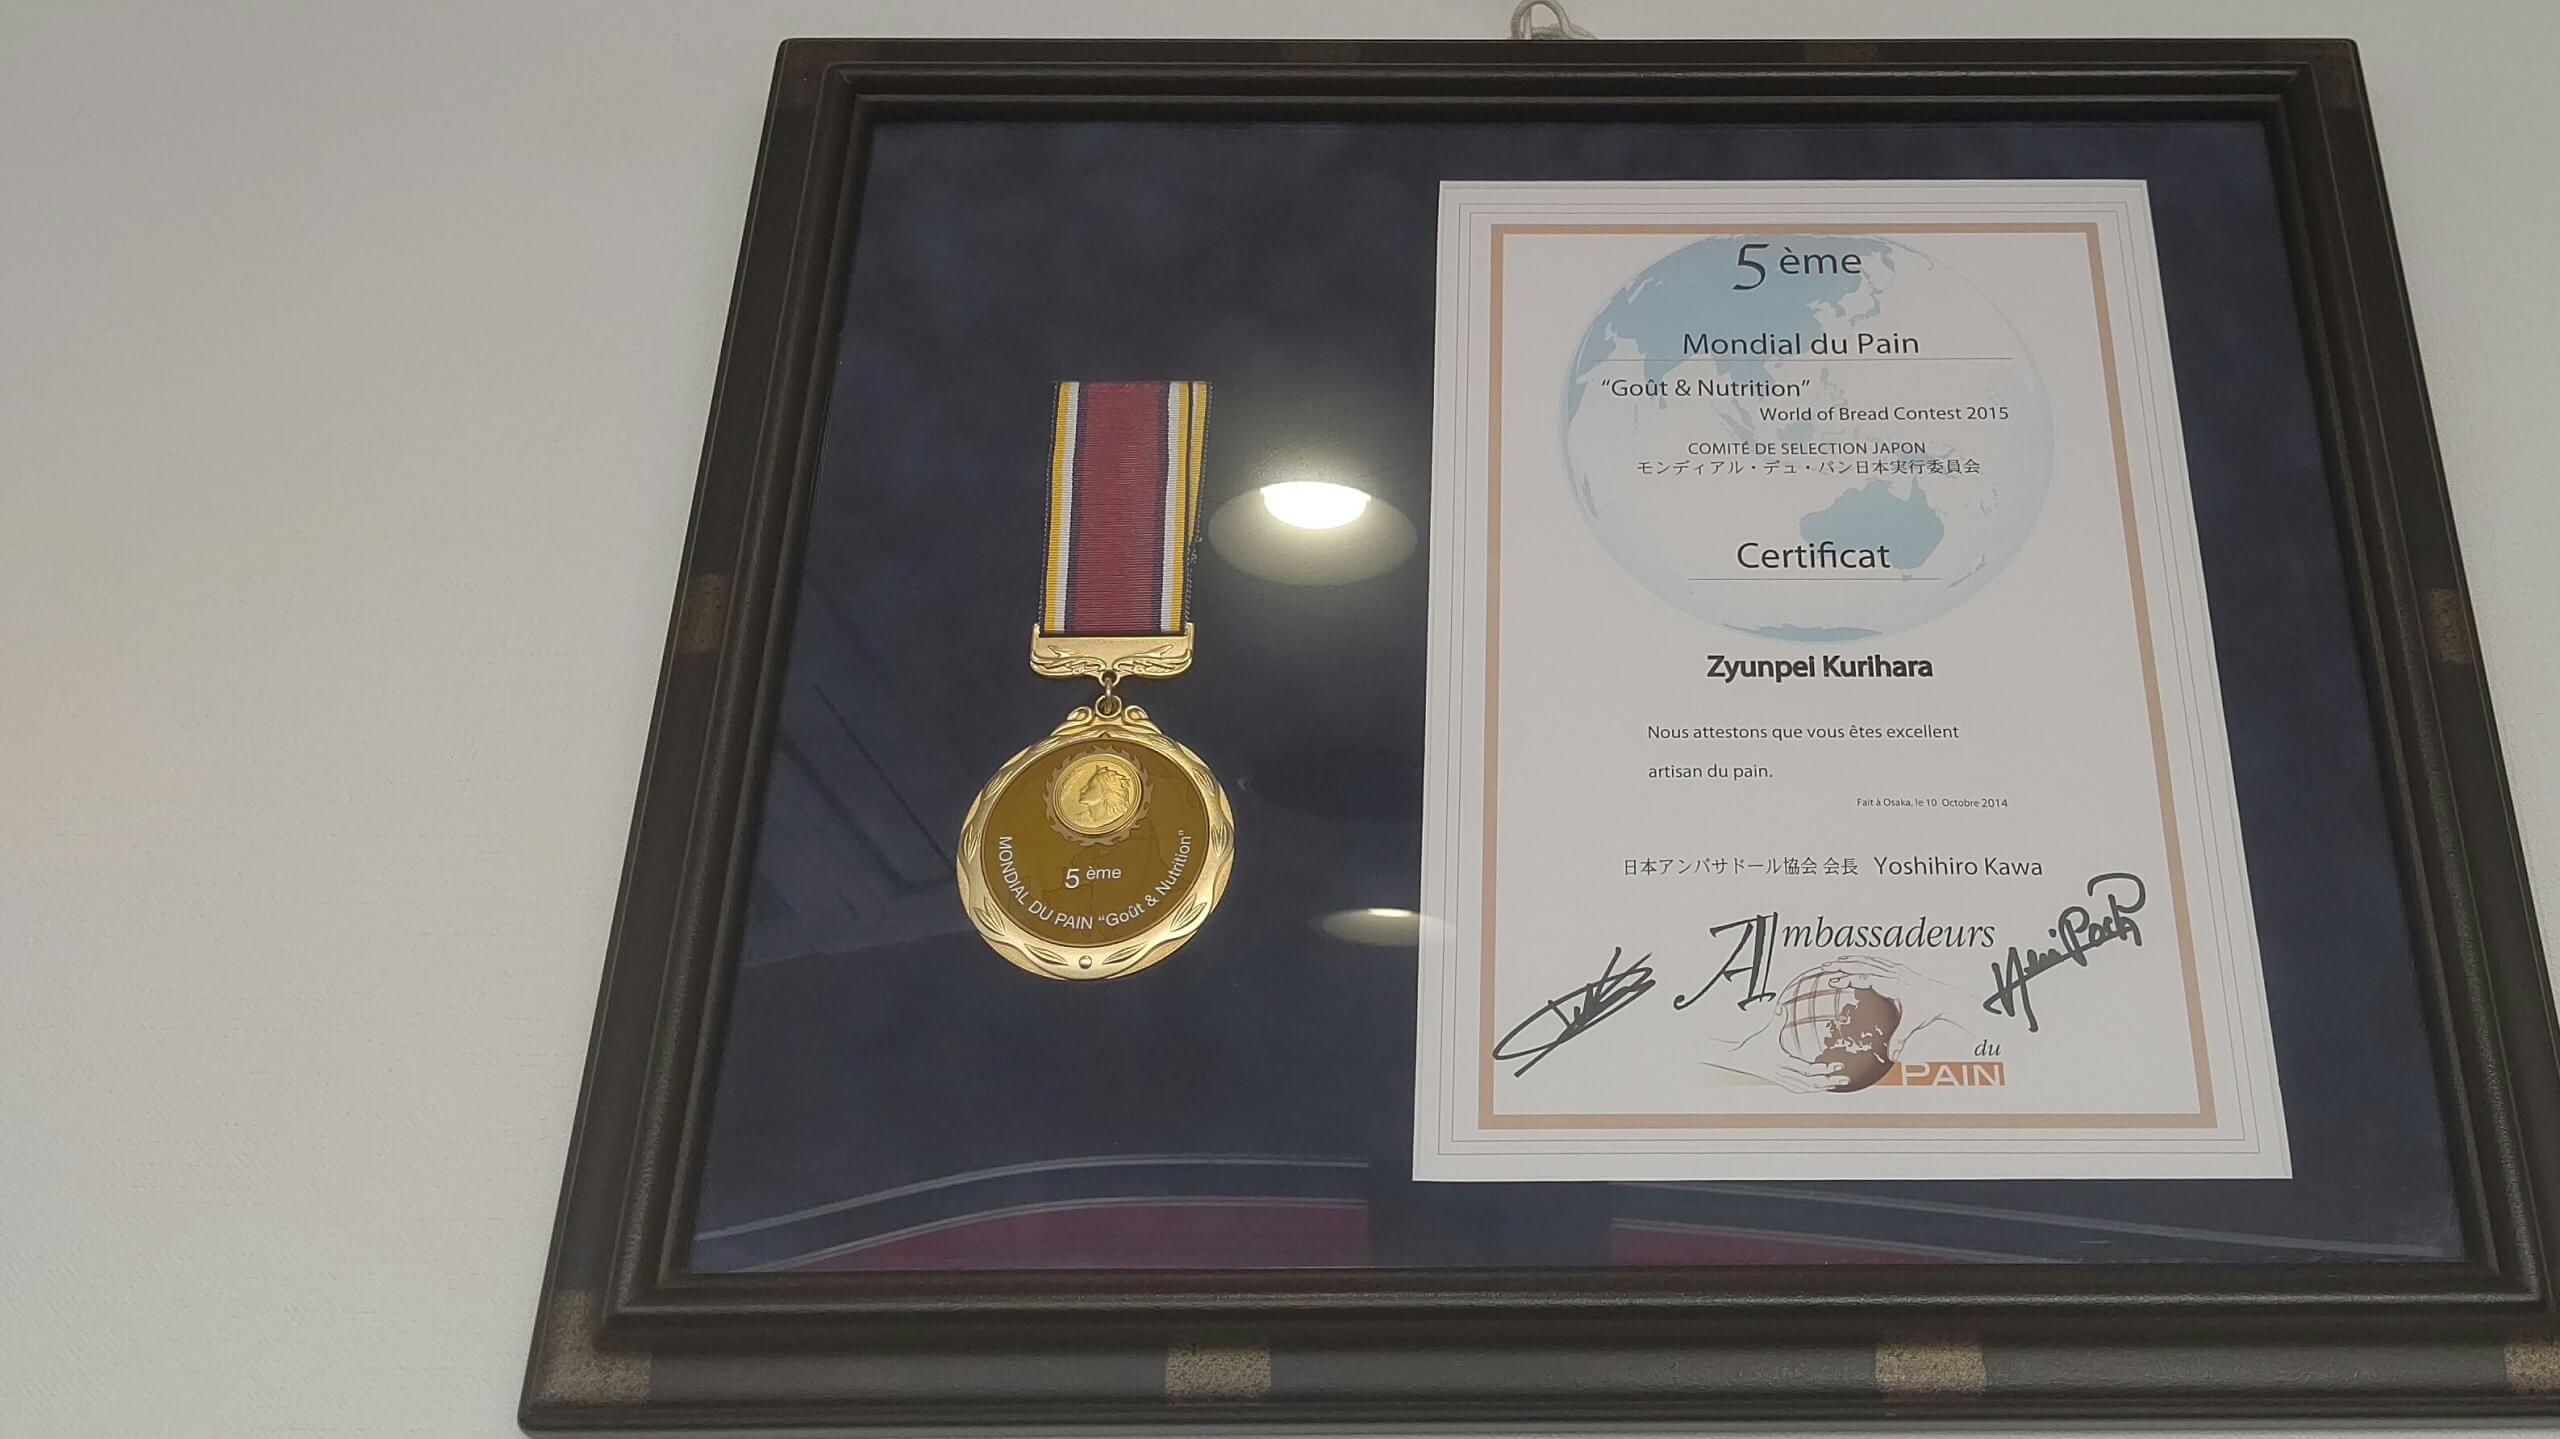 5 ème
MONDIAL DU PAIN "Goût & Nutrition"
5 ème
Mondial du Pain
“Goût & Nutrition”
World of Bread Contest 2015
COMITÉ DE SELECTION JAPON
モンディアル・デュ・パン日本実行委員会
Certificat
Zyunpei Kurihara
Nous attestons que vous êtes excellent
artisan du pain.
Fait à Osaka, le 10 Octobre 2014
日本アンバサドール協会 会長 Yoshihiro Kawa
Ambassadeurs
du
PAIN